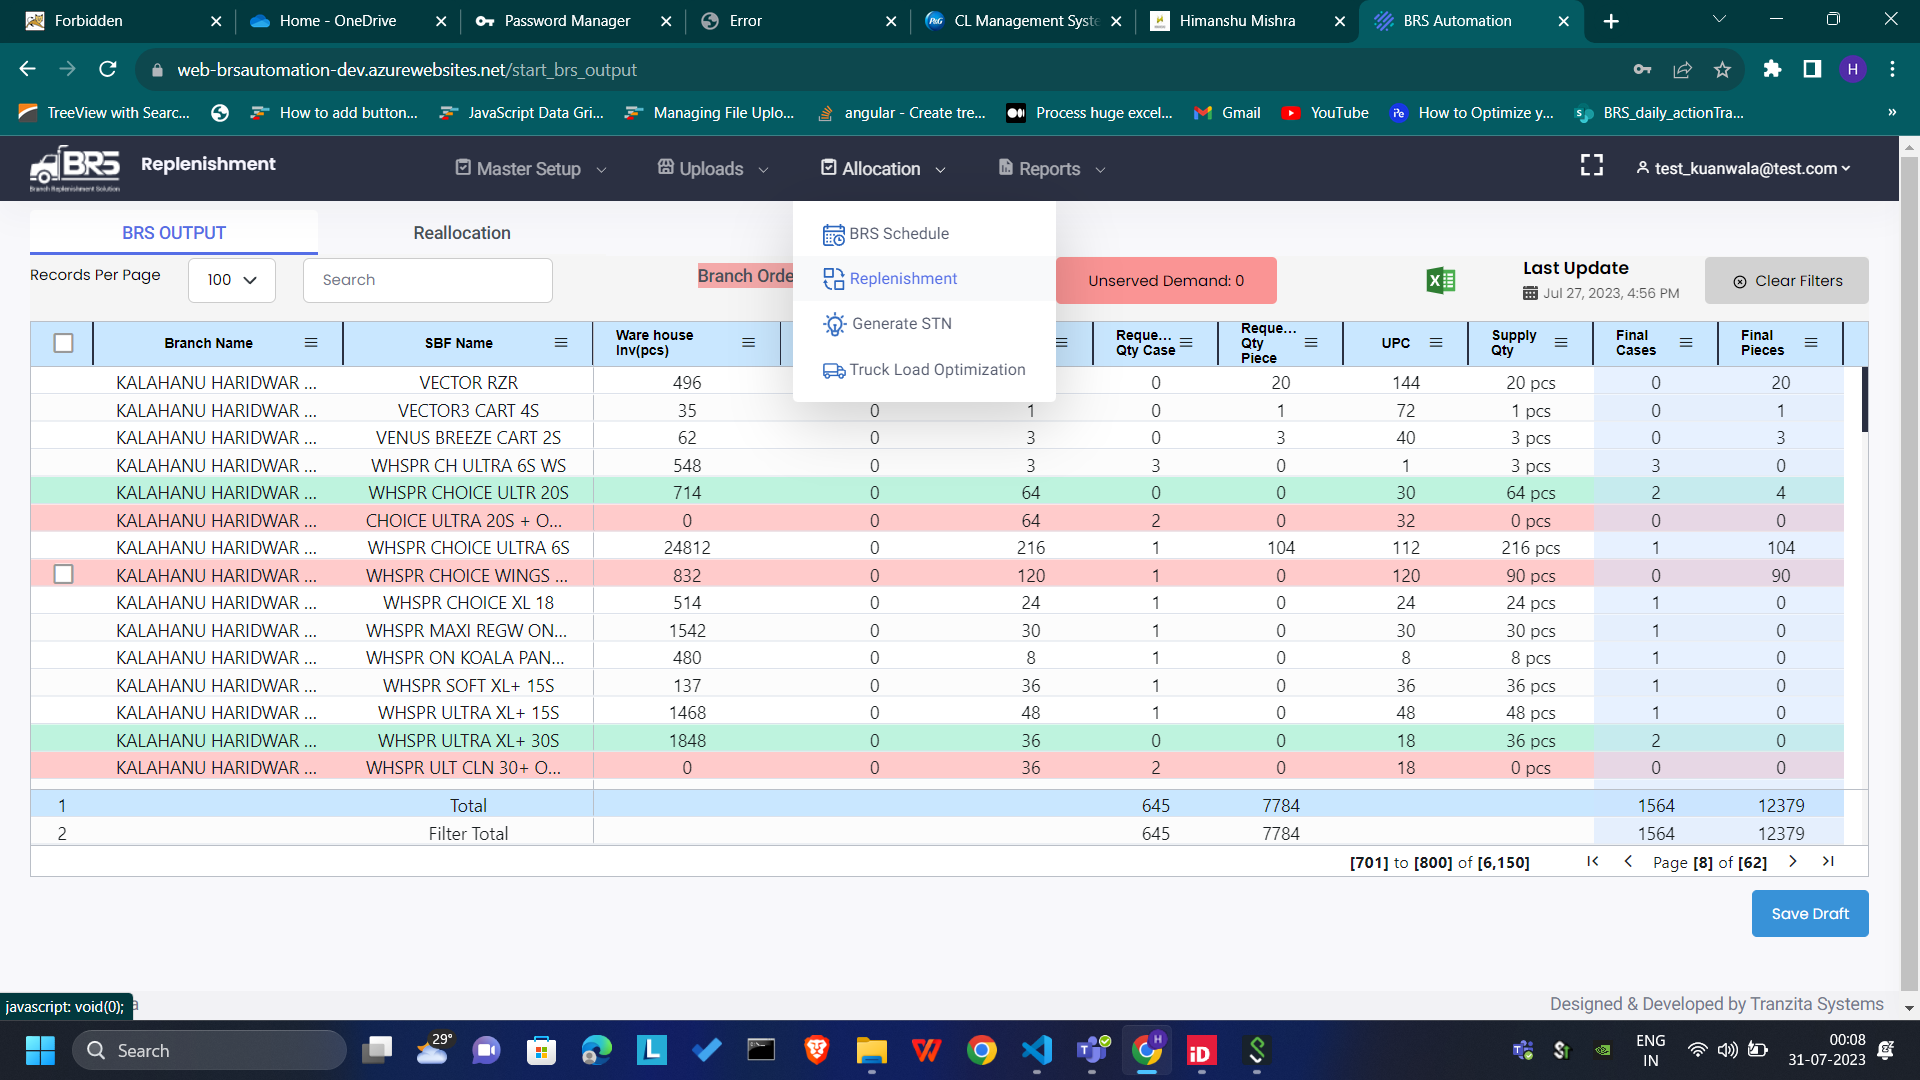 Forbidden
Home - OneDrive
Password Manager
Error
CL Management Syste
Himanshu Mishra
BRS Automation
web-brsautomation-dev.azurewebsites.net/start_brs_output
H
TreeView with Searc...
How to add button...
JavaScript Data Gri...
Managing File Uplo...
angular - Create tre...
Process huge excel...
Gmail
YouTube
How to Optimize y...
BRS_daily_actionTra...
»
BRS
Branch Replenishment Solution
Replenishment
Master Setup
Uploads
Allocation
Reports
test_kuanwala@test.com
BRS OUTPUT
Reallocation
BRS Schedule
Replenishment
Generate STN
Truck Load Optimization
Records Per Page
100
Search
Branch Orde
Unserved Demand: 0
Last Update
Jul 27, 2023, 4:56 PM
Clear Filters
Branch Name SBF Name Ware house Inv(pcs) Reque... Qty Case Reque... Qty Piece UPC Supply Qty Final Cases Final Pieces
KALAHANU HARIDWAR ... VECTOR RZR 496 0 20 144 20 pcs 0 20
KALAHANU HARIDWAR ... VECTOR3 CART 4S 35 0 1 0 1 72 1 pcs 0 1
KALAHANU HARIDWAR ... VENUS BREEZE CART 2S 62 0 3 0 3 40 3 pcs 0 3
KALAHANU HARIDWAR ... WHSPR CH ULTRA 6S WS 548 0 3 3 0 1 3 pcs 3 0
KALAHANU HARIDWAR ... WHSPR CHOICE ULTR 20S 714 0 64 0 0 30 64 pcs 2 4
KALAHANU HARIDWAR ... CHOICE ULTRA 20S + O... 0 0 64 2 0 32 0 pcs 0 0
KALAHANU HARIDWAR ... WHSPR CHOICE ULTRA 6S 24812 0 216 1 104 112 216 pcs 1 104
KALAHANU HARIDWAR ... WHSPR CHOICE WINGS ... 832 0 120 1 0 120 90 pcs 0 90
KALAHANU HARIDWAR ... WHSPR CHOICE XL 18 514 0 24 1 0 24 24 pcs 1 0
KALAHANU HARIDWAR ... WHSPR MAXI REGW ON... 1542 0 30 1 0 30 30 pcs 1 0
KALAHANU HARIDWAR ... WHSPR ON KOALA PAN... 480 0 8 1 0 8 8 pcs 1 0
KALAHANU HARIDWAR ... WHSPR SOFT XL+ 15S 137 0 36 1 0 36 36 pcs 1 0
KALAHANU HARIDWAR ... WHSPR ULTRA XL+ 15S 1468 0 48 1 0 48 48 pcs 1 0
KALAHANU HARIDWAR ... WHSPR ULTRA XL+ 30S 1848 0 36 0 0 18 36 pcs 2 0
KALAHANU HARIDWAR ... WHSPR ULT CLN 30+ O... 0 0 36 2 0 18 0 pcs 0 0
1 Total 645 7784 1564 12379
2 Filter Total 645 7784 1564 12379
[701] to [800] of [6,150]
Page [8] of [62]
Save Draft
javascript: void(0);
a
Designed & Developed by Tranzita Systems
Search
29°
ENG
IN
00:08
31-07-2023